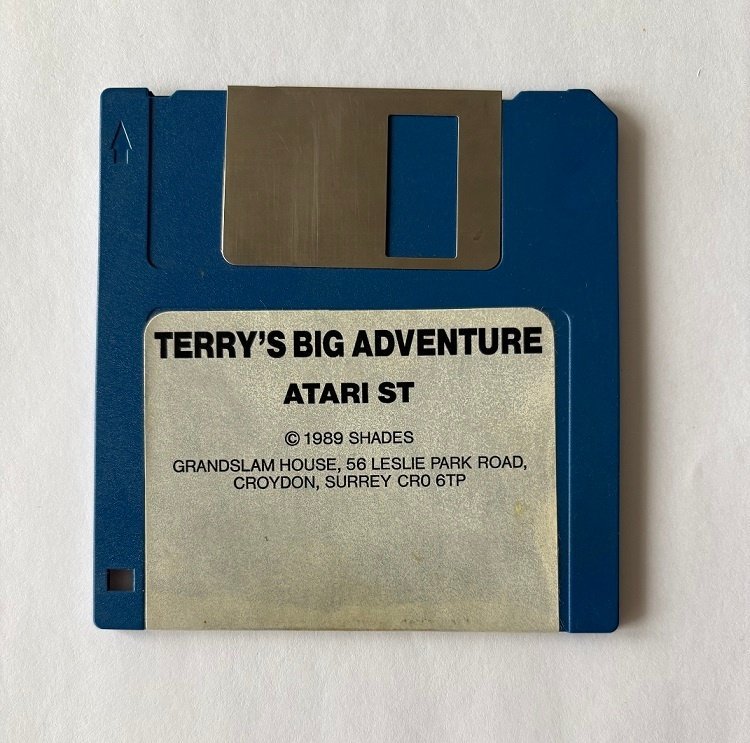 TERRY'S BIG ADVENTURE
ATARI ST
© 1989 SHADES
GRANDSLAM HOUSE, 56 LESLIE PARK ROAD,
CROYDON, SURREY CR0 6TP